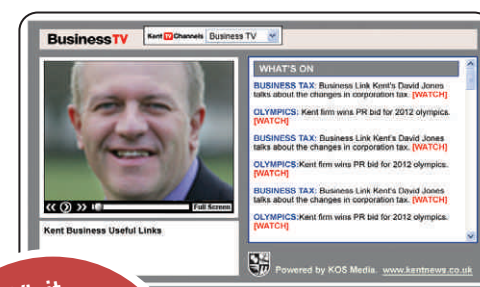 BusinessTV
Kent TV Channels Business TV
WHAT'S ON
BUSINESS TAX: Business Link Kent's David Jones
talks about the changes in corporation tax. [WATCH]
OLYMPICS: Kent firm wins PR bid for 2012 olympics.
[WATCH]
BUSINESS TAX: Business Link Kent's David Jones
talks about the changes in corporation tax. [WATCH]
OLYMPICS:Kent firm wins PR bid for 2012 olympics.
[WATCH]
BUSINESS TAX: Business Link Kent's David Jones
talks about the changes in corporation tax. [WATCH]
OLYMPICS:Kent firm wins PR bid for 2012 olympics.
[WATCH]
Full Screen
Kent Business Useful Links
Powered by KOS Media. www.kentnews.co.uk